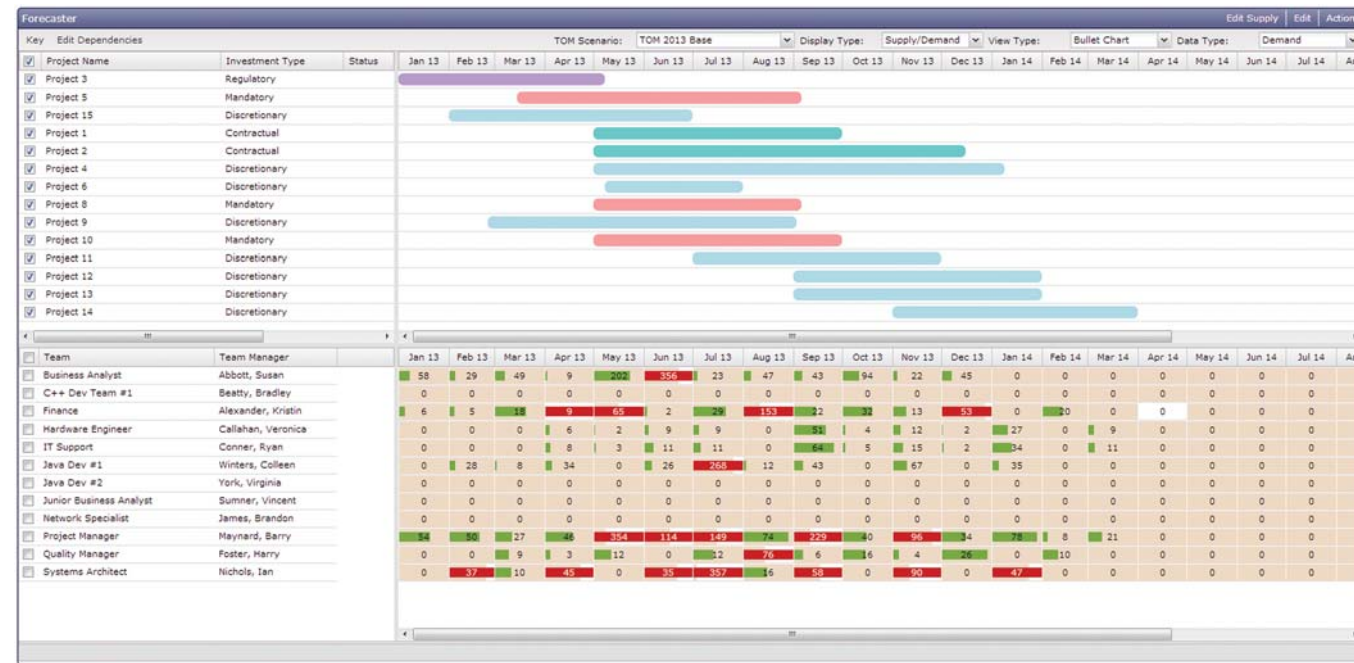 Forecaster Edit Supply Edit Action
Key Edit Dependencies TOM Scenario: TOM 2013 Base Display Type: Supply/Demand View Type: Bullet Chart Data Type: Demand
Project Name Investment Type Status Jan 13 Feb 13 Mar 13 Apr 13 May 13 Jun 13 Jul 13 Aug 13 Sep 13 Oct 13 Nov 13 Dec 13 Jan 14 Feb 14 Mar 14 Apr 14 May 14 Jun 14 Jul 14
Project 3 Regulatory
Project 5 Mandatory
Project 15 Discretionary
Project 1 Contractual
Project 2 Contractual
Project 4 Discretionary
Project 6 Discretionary
Project 8 Mandatory
Project 9 Discretionary
Project 10 Mandatory
Project 11 Discretionary
Project 12 Discretionary
Project 13 Discretionary
Project 14 Discretionary
Team Team Manager Jan 13 Feb 13 Mar 13 Apr 13 May 13 Jun 13 Jul 13 Aug 13 Sep 13 Oct 13 Nov 13 Dec 13 Jan 14 Feb 14 Mar 14 Apr 14 May 14 Jun 14 Jul 14
Business Analyst Abbott, Susan 58 29 49 9 202 356 23 47 43 94 22 45 0 0 0 0 0 0 0
C++ Dev Team #1 Beatty, Bradley 0 0 0 0 0 0 0 0 0 0 0 0 0 0 0 0 0 0 0
Finance Alexander, Kristin 6 5 18 9 65 2 29 153 22 32 13 53 0 20 0 0 0 0 0
Hardware Engineer Callahan, Veronica 0 0 0 6 2 9 9 0 51 4 12 2 27 0 9 0 0 0 0
IT Support Conner, Ryan 0 0 0 8 3 11 11 0 64 5 15 2 34 0 11 0 0 0 0
Java Dev #1 Winters, Colleen 0 28 8 34 0 26 268 12 43 0 67 0 35 0 0 0 0 0 0
Java Dev #2 York, Virginia 0 0 0 0 0 0 0 0 0 0 0 0 0 0 0 0 0 0 0
Junior Business Analyst Sumner, Vincent 0 0 0 0 0 0 0 0 0 0 0 0 0 0 0 0 0 0 0
Network Specialist James, Brandon 0 0 0 0 0 0 0 0 0 0 0 0 0 0 0 0 0 0 0
Project Manager Maynard, Barry 54 50 27 46 354 114 149 74 229 40 96 34 78 8 21 0 0 0 0
Quality Manager Foster, Harry 0 0 9 3 12 0 12 76 6 16 4 26 0 10 0 0 0 0 0
Systems Architect Nichols, Ian 0 37 10 45 0 35 357 16 58 0 90 0 47 0 0 0 0 0 0